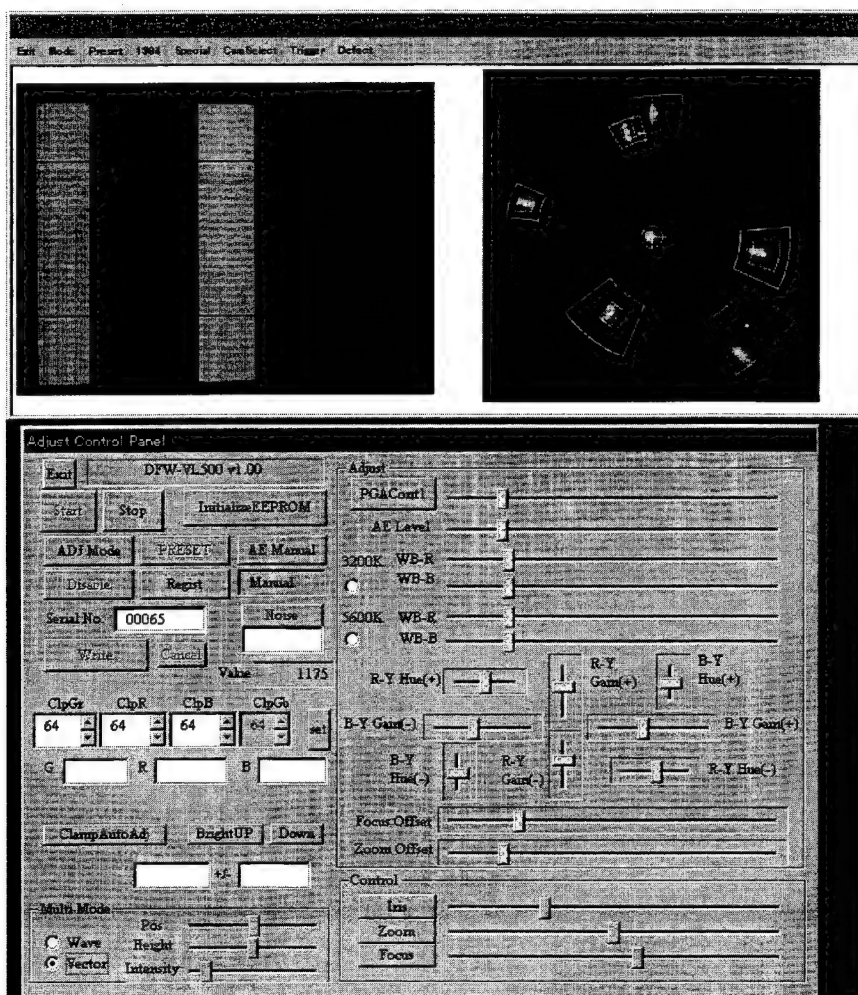 Exit Mode Preset 1394 Special CamSelect Trigger Defect
Adjust Control Panel
Exit DFW-VL500 v1.00
Start Stop InitializeEEPROM
ADJ Mode PRESET AE Manual
Disable Regist Manual
Serial No. 00065 Noise
Write Cancel
Value 1175
ClpGr ClpR ClpB ClpGb
64 64 64 64 set
G R B
ClampAutoAdj BrightUP Down
+/-
Multi-Mode
Wave
Vector
Pos
Height
Intensity
Adjust
PGACont1
AE Level
3200K WB-R
WB-B
5600K WB-R
WB-B
R-Y Hue(+) R-Y Gain(+) B-Y Hue(+)
B-Y Gain(-) B-Y Gain(+)
B-Y Hue(-) R-Y Gain(-) R-Y Hue(-)
Focus Offset
Zoom Offset
Control
Iris
Zoom
Focus